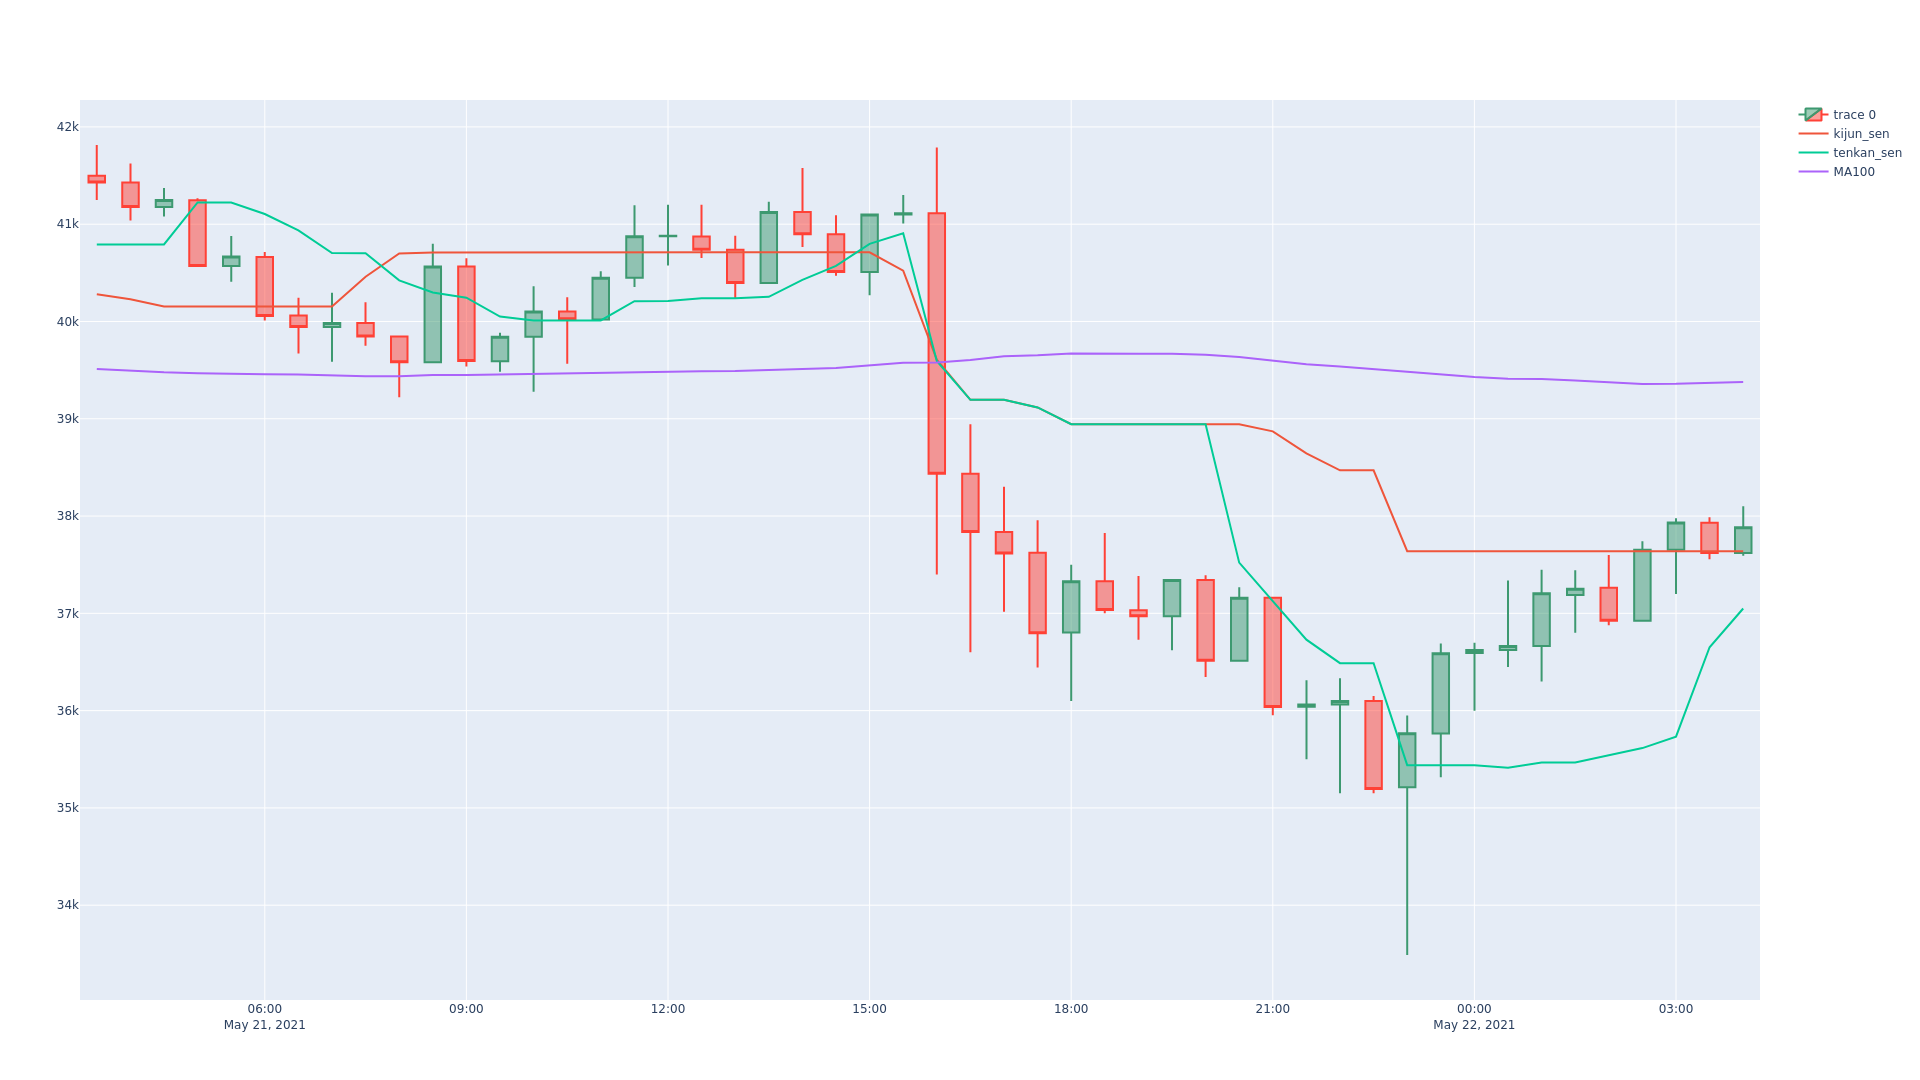 42k
41k
40k
39k
38k
37k
36k
35k
34k
06:00
May 21, 2021
09:00
12:00
15:00
18:00
21:00
00:00
May 22, 2021
03:00
trace 0
kijun_sen
tenkan_sen
MA100